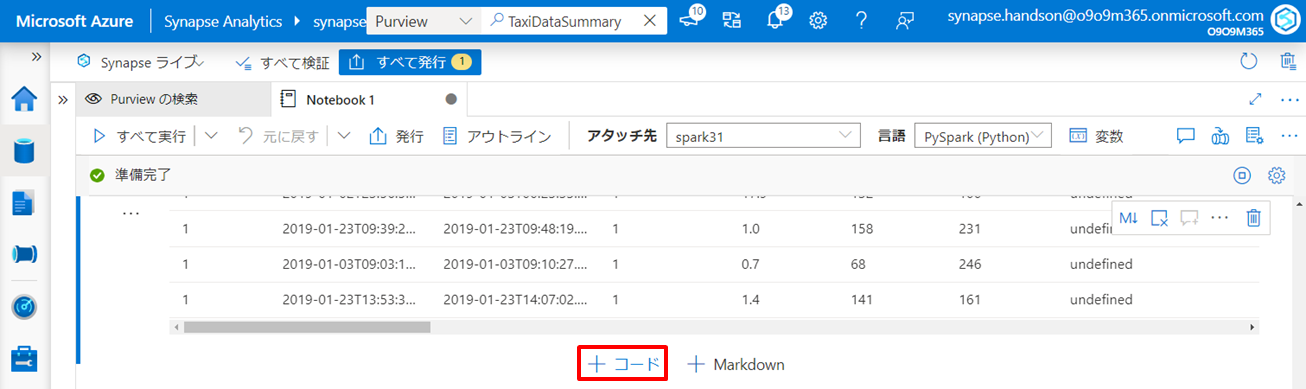 Microsoft Azure Synapse Analytics › synapse Purview TaxiDataSummary 10 13 synapse.handson@o9o9m365.onmicrosoft.com
O9O9M365
Synapse ライブ すべて検証 すべて発行 1
Purview の検索 Notebook 1
すべて実行 元に戻す 発行 アウトライン アタッチ先 spark31 言語 PySpark (Python) 変数
準備完了
1 2019-01-23T09:39:2... 2019-01-23T09:48:19.... 1 1.0 158 231 undefi
M↓
1 2019-01-03T09:03:1... 2019-01-03T09:10:27.... 1 0.7 68 246 undefined
1 2019-01-23T13:53:3... 2019-01-23T14:07:02.... 1 1.4 141 161 undefined
+ コード + Markdown